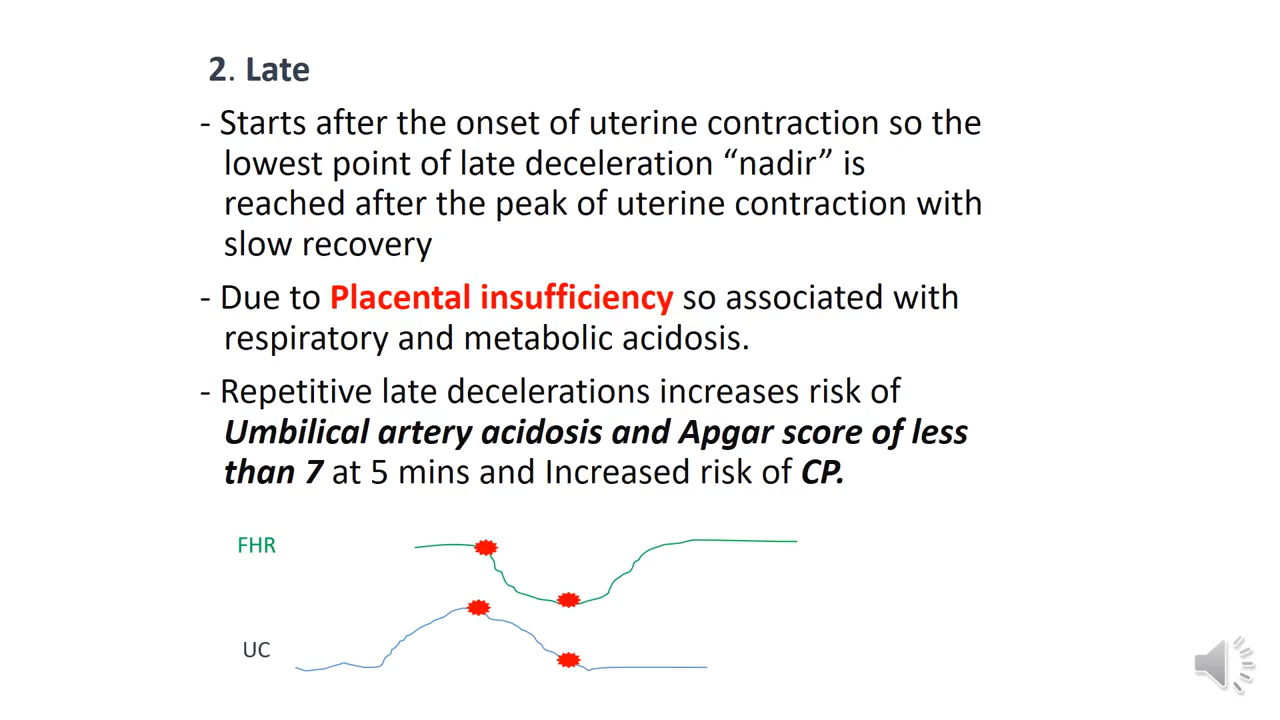 2. Late
- Starts after the onset of uterine contraction so the
lowest point of late deceleration “nadir” is
reached after the peak of uterine contraction with
slow recovery
- Due to Placental insufficiency so associated with
respiratory and metabolic acidosis.
- Repetitive late decelerations increases risk of
Umbilical artery acidosis and Apgar score of less
than 7 at 5 mins and Increased risk of CP.
FHR
UC